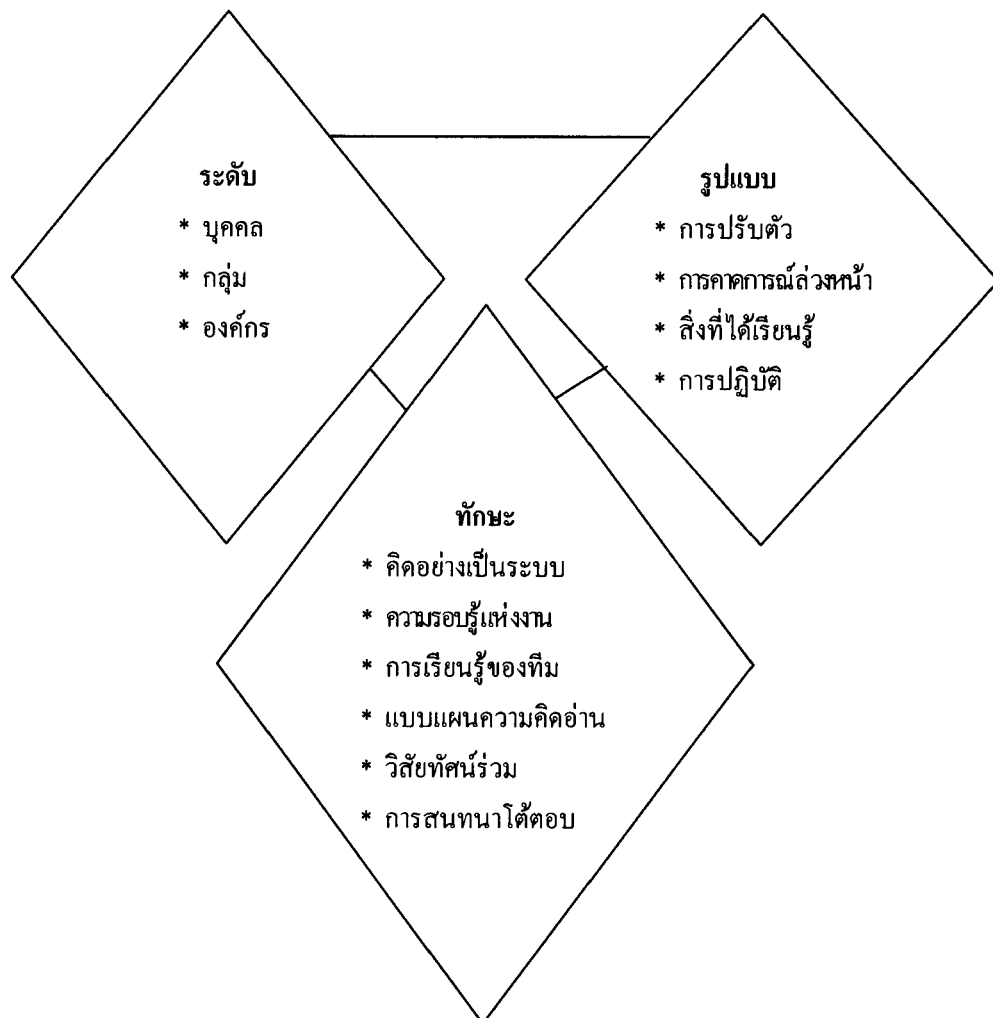 ระดับ
* บุคคล
* กลุ่ม
* องค์กร
รูปแบบ
* การปรับตัว
* การคาดการณ์ล่วงหน้า
* สิ่งที่ได้เรียนรู้
* การปฏิบัติ
ทักษะ
* คิดอย่างเป็นระบบ
* ความรอบรู้แห่งงาน
* การเรียนรู้ของทีม
* แบบแผนความคิดอ่าน
* วิสัยทัศน์ร่วม
* การสนทนาโต้ตอบ